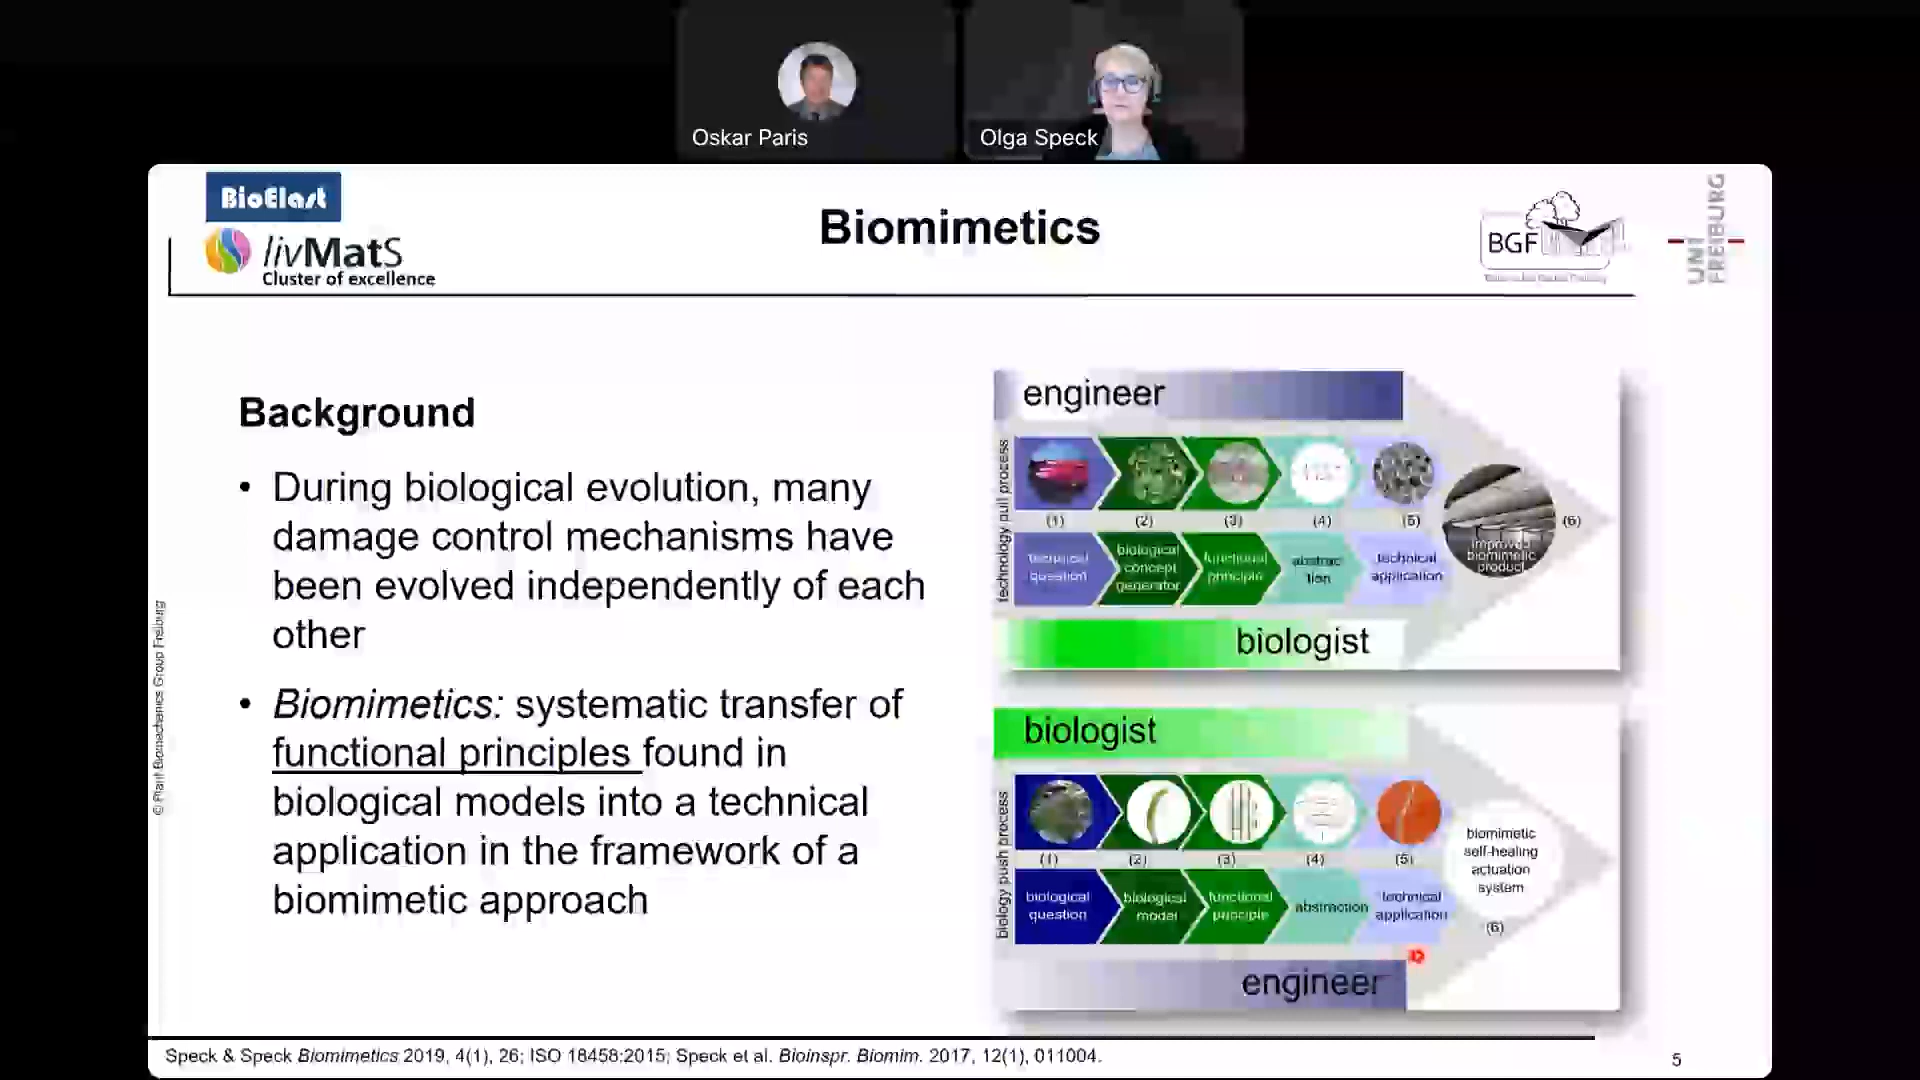 Oskar Paris
Olga Speck
BioElast
livMatS
Cluster of excellence
Biomimetics
BGF
UNI
FREIBURG
Background
• During biological evolution, many
damage control mechanisms have
been evolved independently of each
other
• Biomimetics: systematic transfer of
functional principles found in
biological models into a technical
application in the framework of a
biomimetic approach
© Plant Biomechanics Group Freiburg
engineer
technology pull process
(1) (2) (3) (4) (5) (6)
technical
question
biological
concept
generator
functional
principle
abstrac
tion
technical
application
improved
biomimetic
product
biologist
biologist
biology push process
(1) (2) (3) (4) (5)
biological
question
biological
model
functional
principle
abstraction
technical
application
biomimetic
self-healing
actuation
system
(6)
engineer
Speck & Speck Biomimetics 2019, 4(1), 26; ISO 18458:2015; Speck et al. Bioinspr. Biomim. 2017, 12(1), 011004.
5